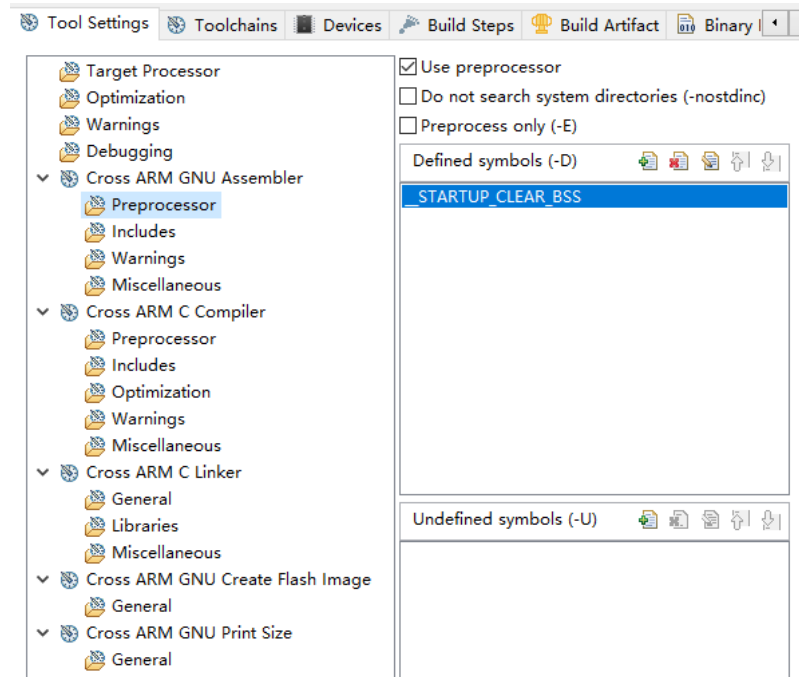 Tool Settings Toolchains Devices Build Steps Build Artifact Binary
Target Processor
Optimization
Warnings
Debugging
Cross ARM GNU Assembler
Preprocessor
Includes
Warnings
Miscellaneous
Cross ARM C Compiler
Preprocessor
Includes
Optimization
Warnings
Miscellaneous
Cross ARM C Linker
General
Libraries
Miscellaneous
Cross ARM GNU Create Flash Image
General
Cross ARM GNU Print Size
General
Use preprocessor
Do not search system directories (-nostdinc)
Preprocess only (-E)
Defined symbols (-D)
__STARTUP_CLEAR_BSS
Undefined symbols (-U)